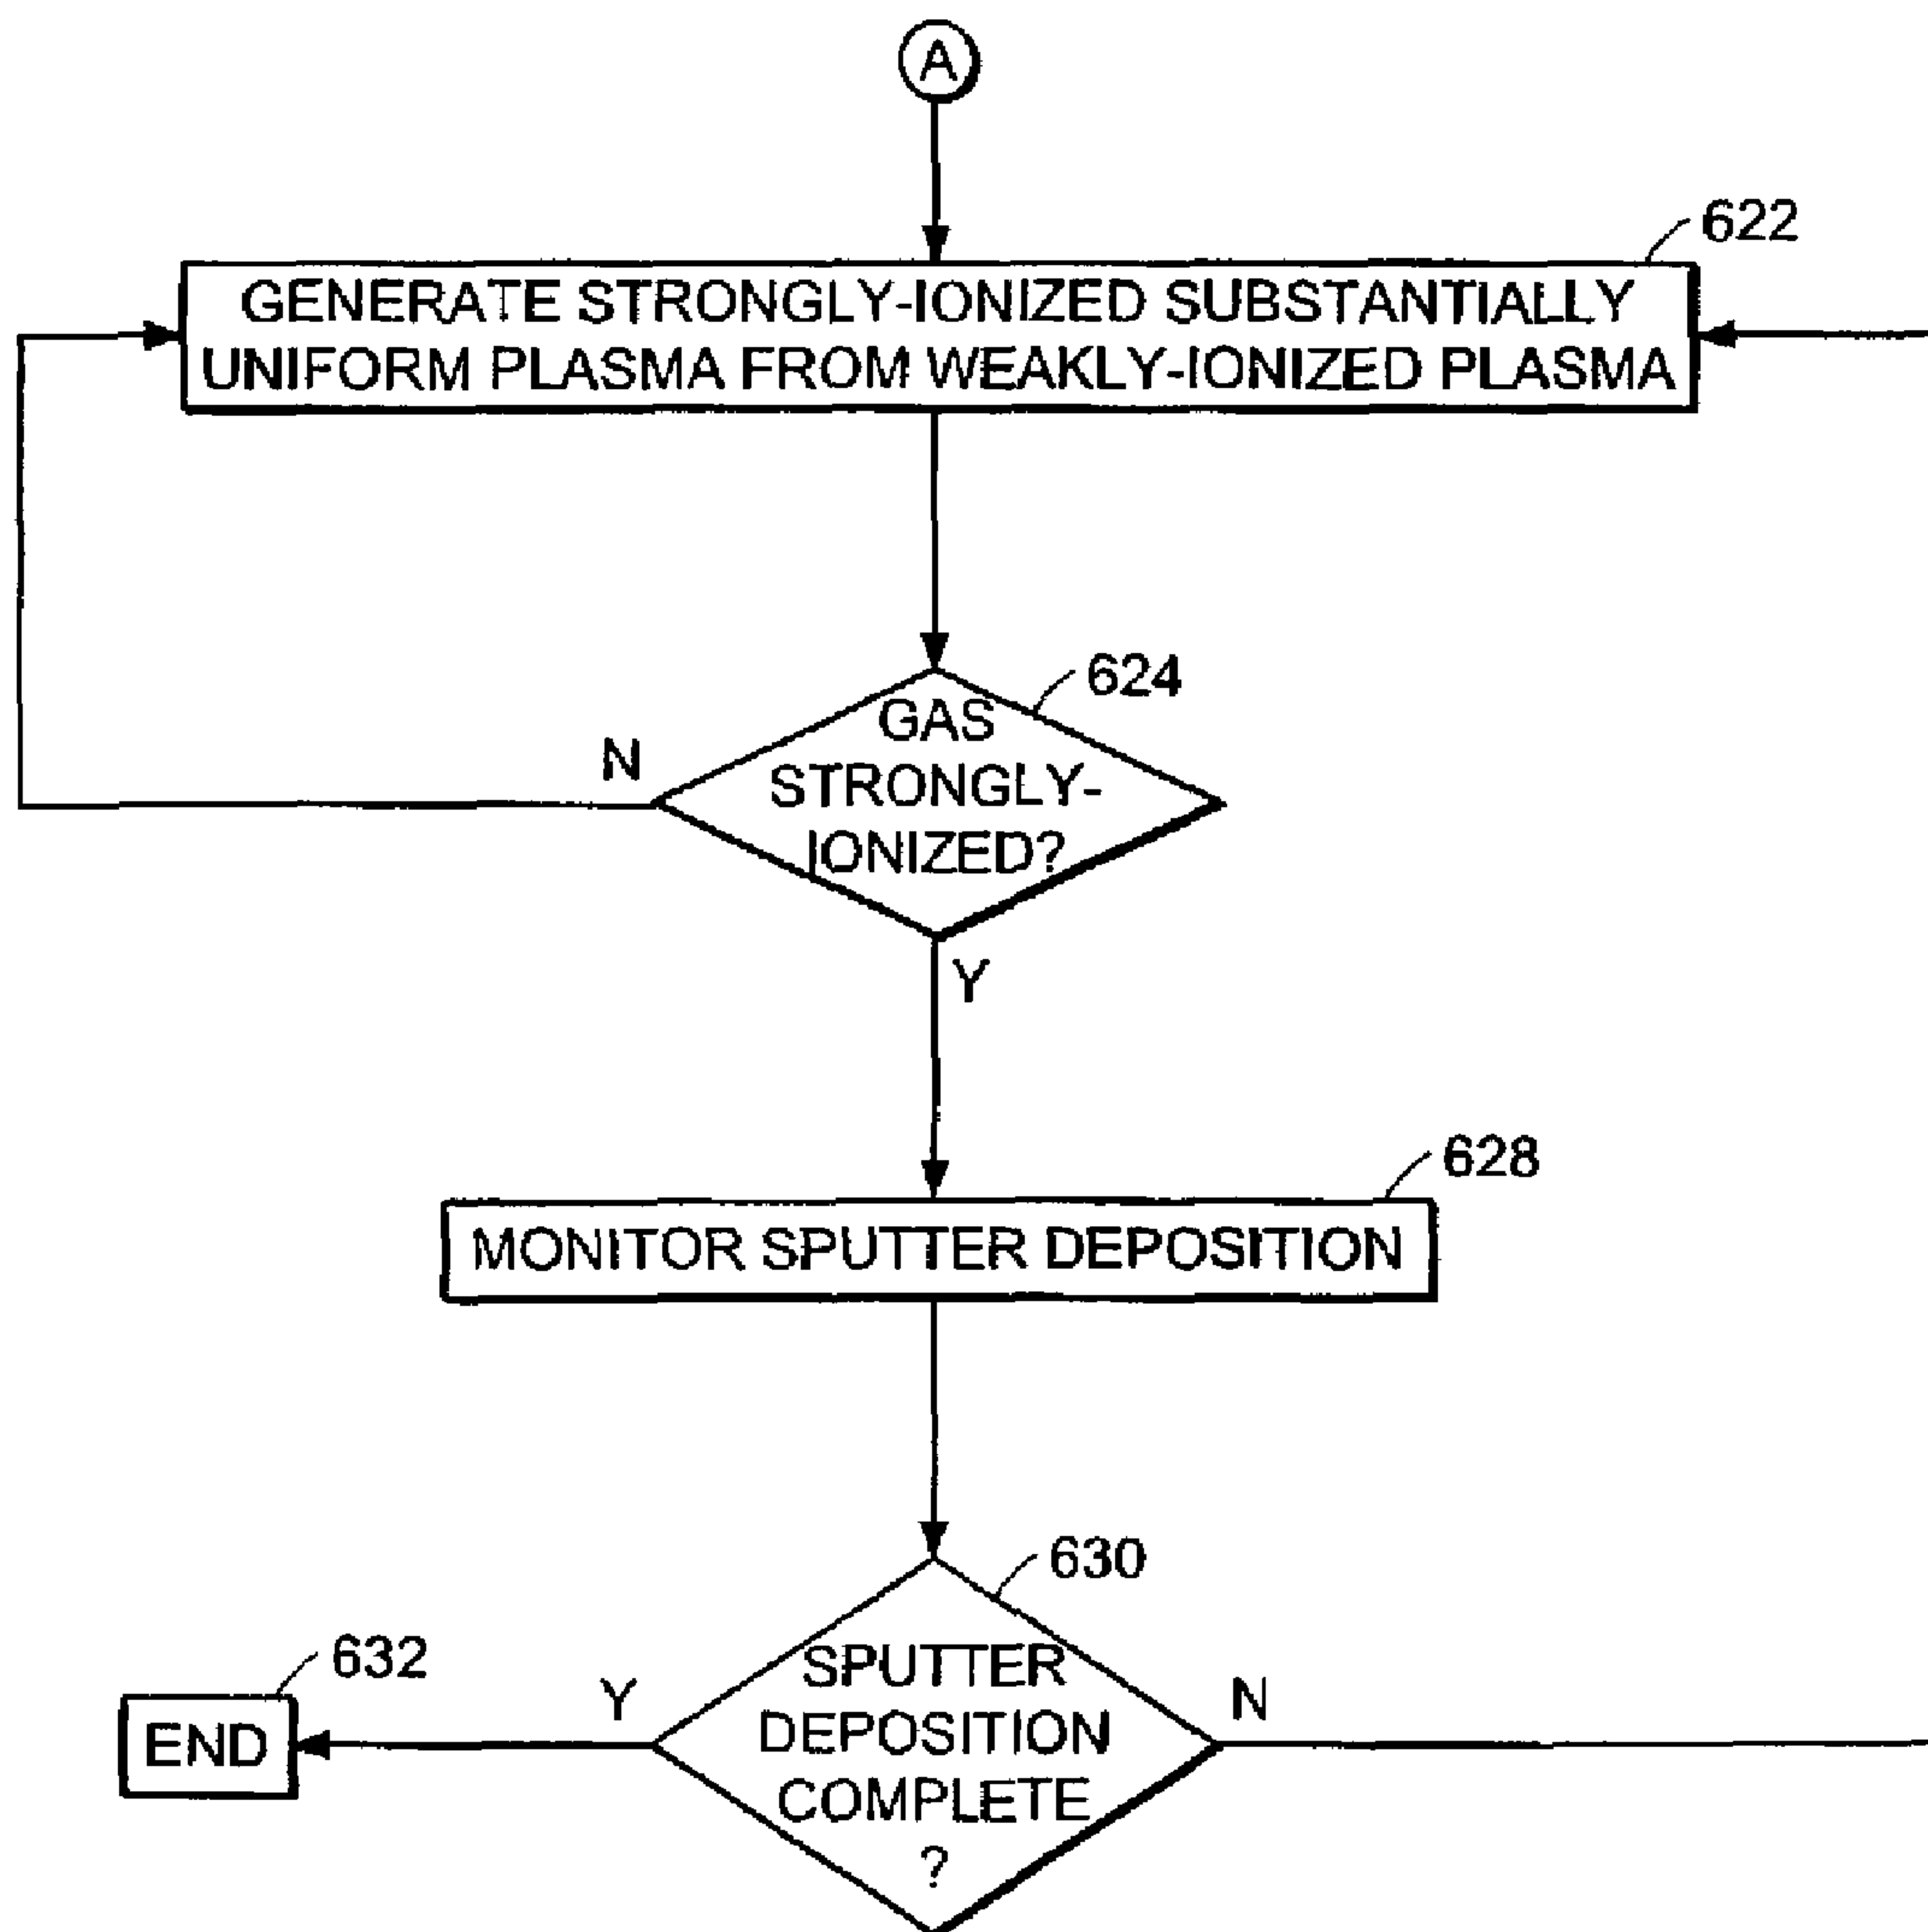 A
622
GENERATE STRONGLY-IONIZED SUBSTANTIALLY
UNIFORM PLASMA FROM WEAKLY-IONIZED PLASMA
624
GAS
STRONGLY-
IONIZED?
N
Y
628
MONITOR SPUTTER DEPOSITION
630
SPUTTER
DEPOSITION
COMPLETE
?
Y
N
632
END